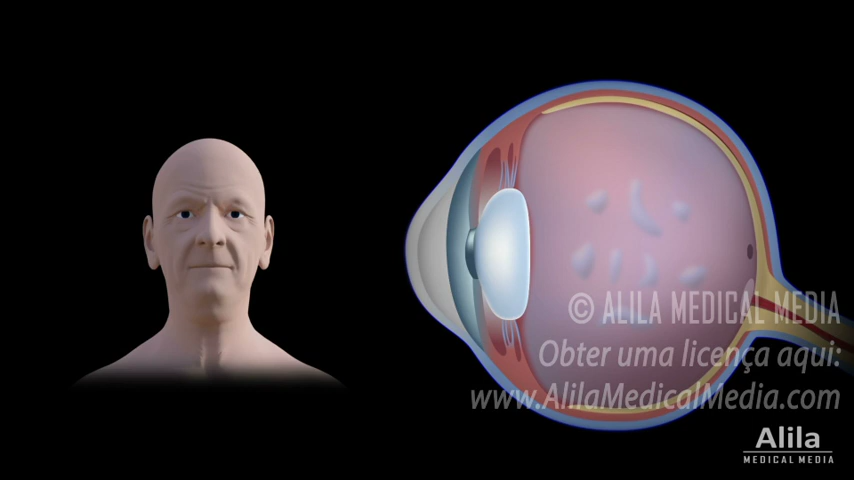 © ALILA MEDICAL MEDIA
Obter uma licença aqui:
www.AlilaMedicalMedia.com
Alila
MEDICAL MEDIA